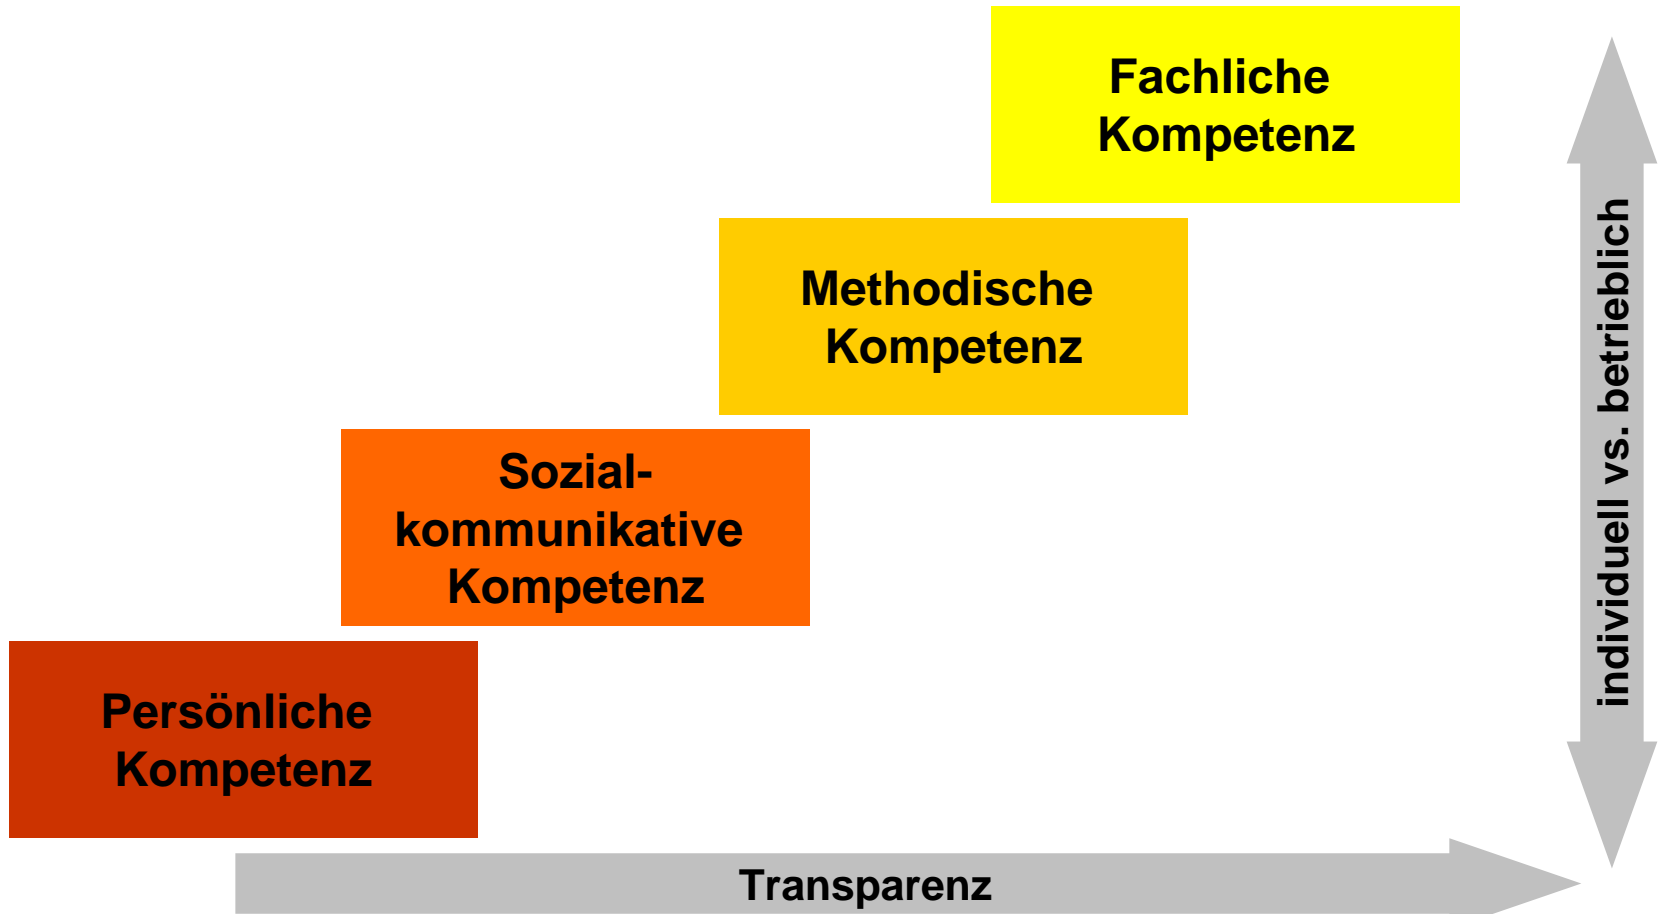 Fachliche
Kompetenz
Methodische
Kompetenz
Sozial-
kommunikative
Kompetenz
Persönliche
Kompetenz
individuell vs. betrieblich
Transparenz